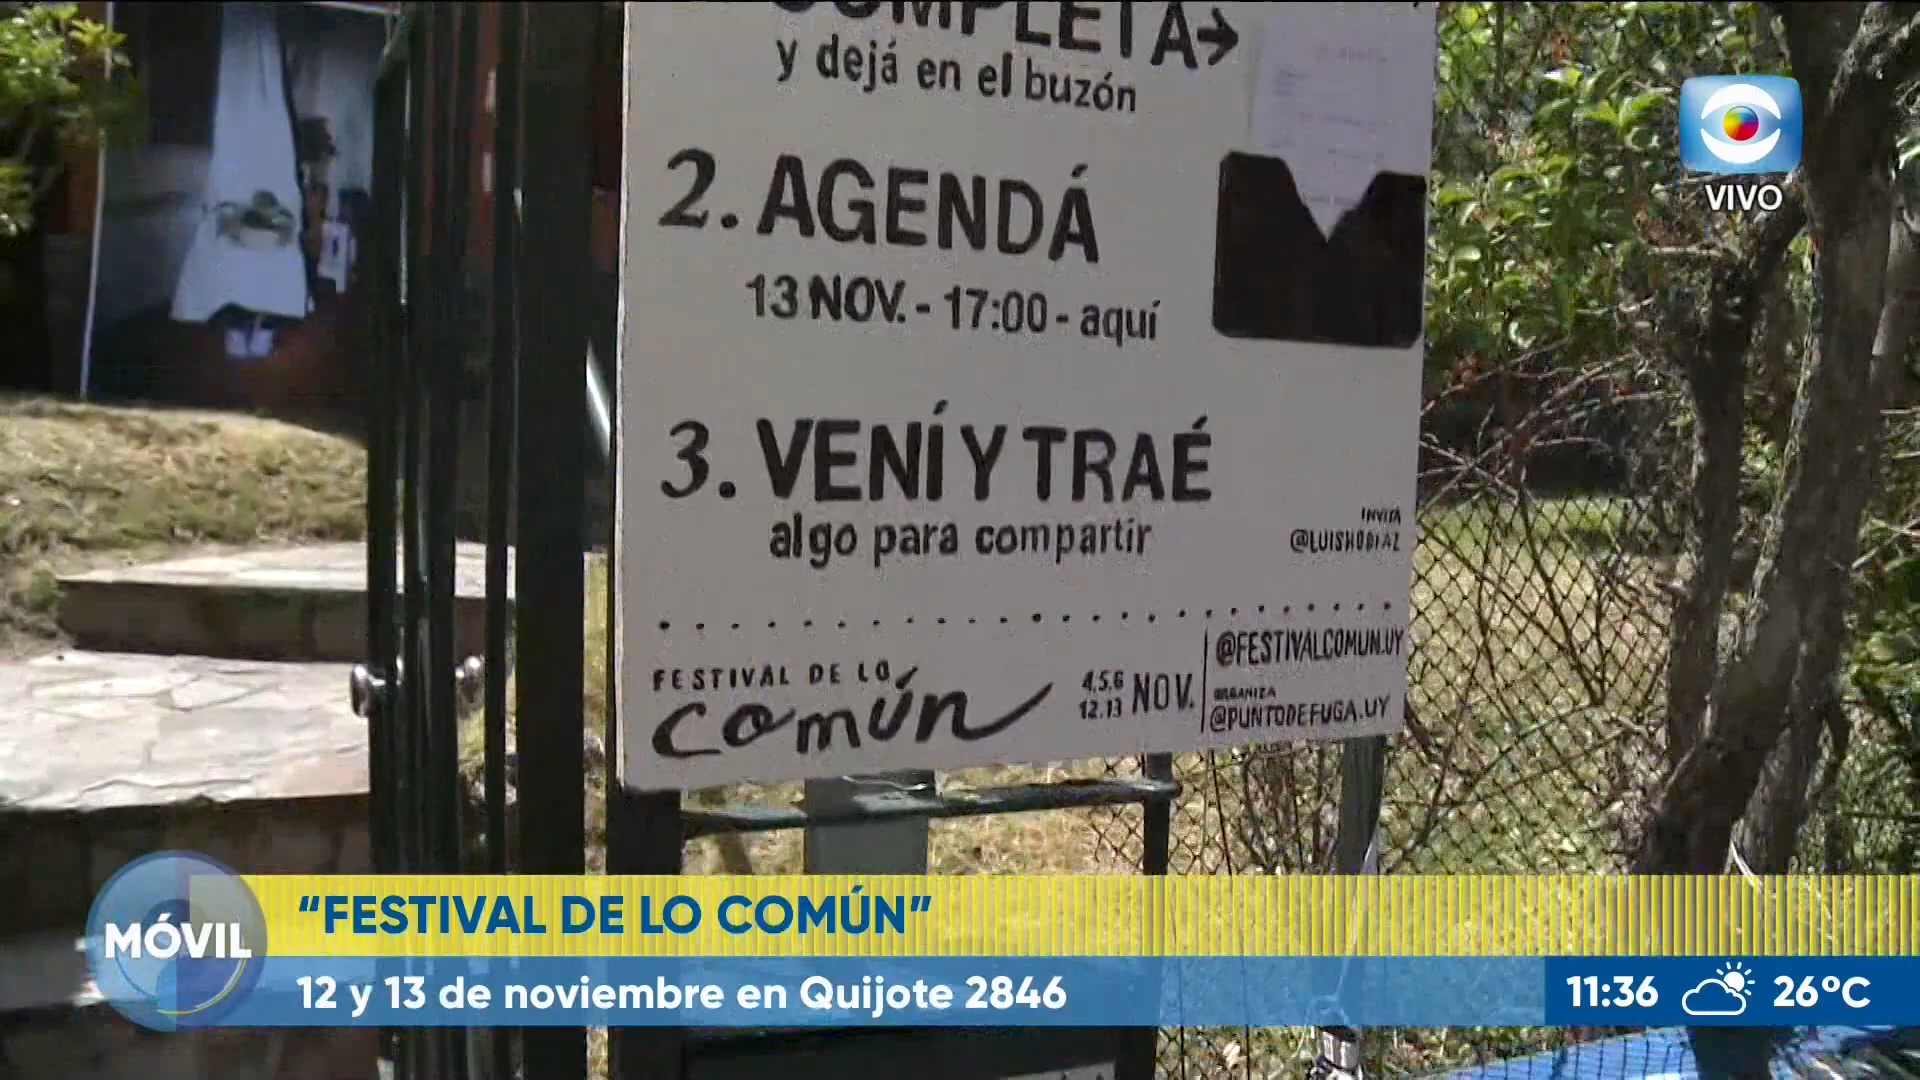 COMPLETA→
y dejá en el buzón
2. AGENDÁ
13 NOV. - 17:00 - aquí
3. VENÍ Y TRAÉ
algo para compartir
INVITA
@LUISHODIAZ
FESTIVAL DE LO
común
4,5,6
12.13
NOV.
@FESTIVALCOMUN.UY
ORGANIZA
@PUNTODEFUGA.UY
VIVO
MÓVIL
“FESTIVAL DE LO COMÚN”
12 y 13 de noviembre en Quijote 2846
11:36
26°C